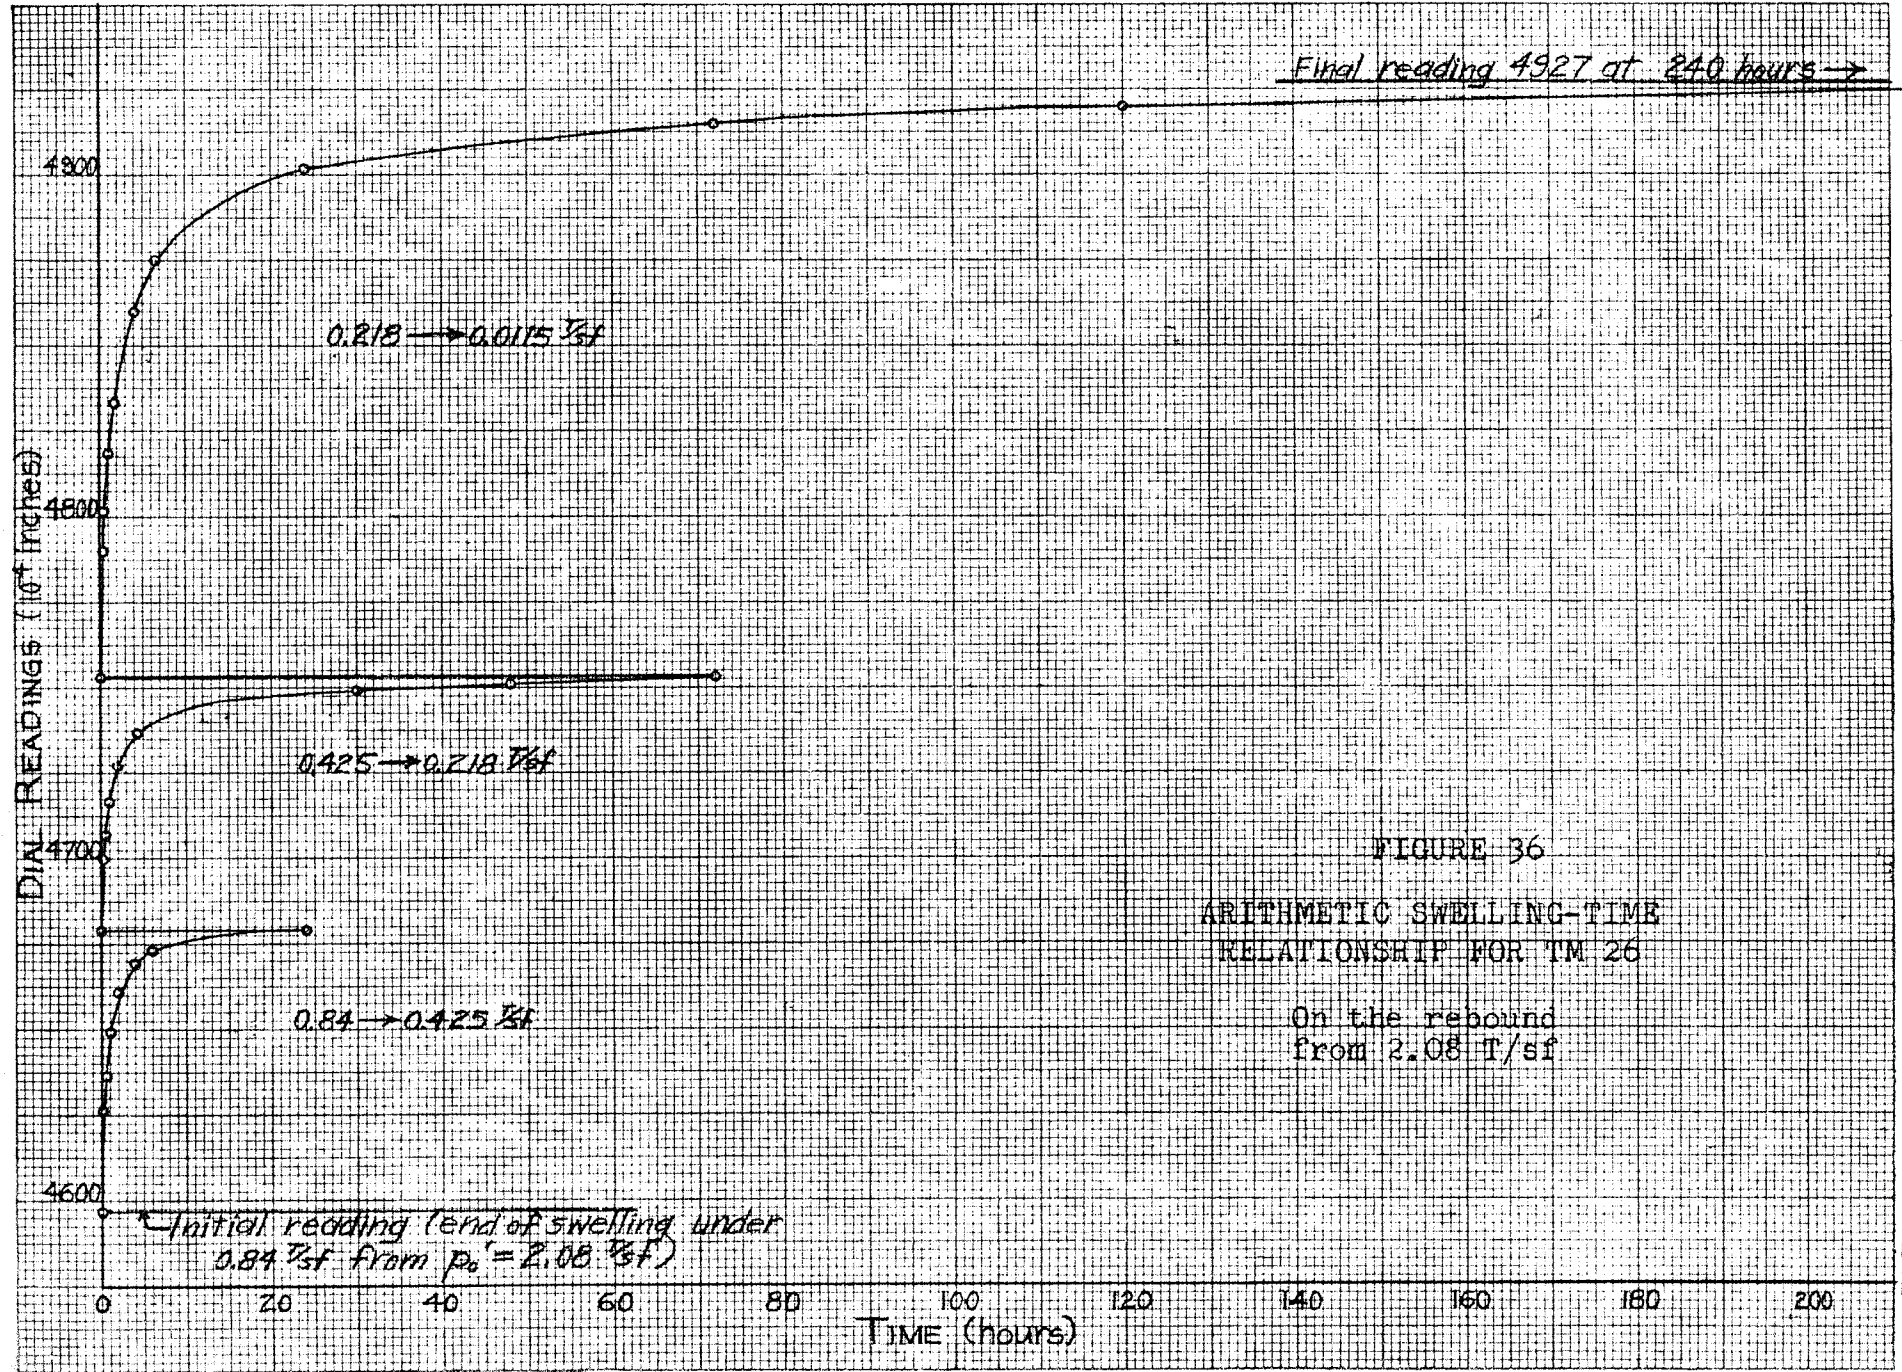 Final reading 4927 at 240 hours →
4900
0.218 → 0.0115 T/sf
4800
DIAL READINGS (10⁴ inches)
0.425 → 0.218 T/sf
4700
FIGURE 36
ARITHMETIC SWELLING-TIME
RELATIONSHIP FOR TM 26
0.84 → 0.425 T/sf
On the rebound
from 2.08 T/sf
4600
Initial reading (end of swelling under
0.84 T/sf from p₀' = 2.08 T/sf)
0 20 40 60 80 100 120 140 160 180 200
TIME (hours)